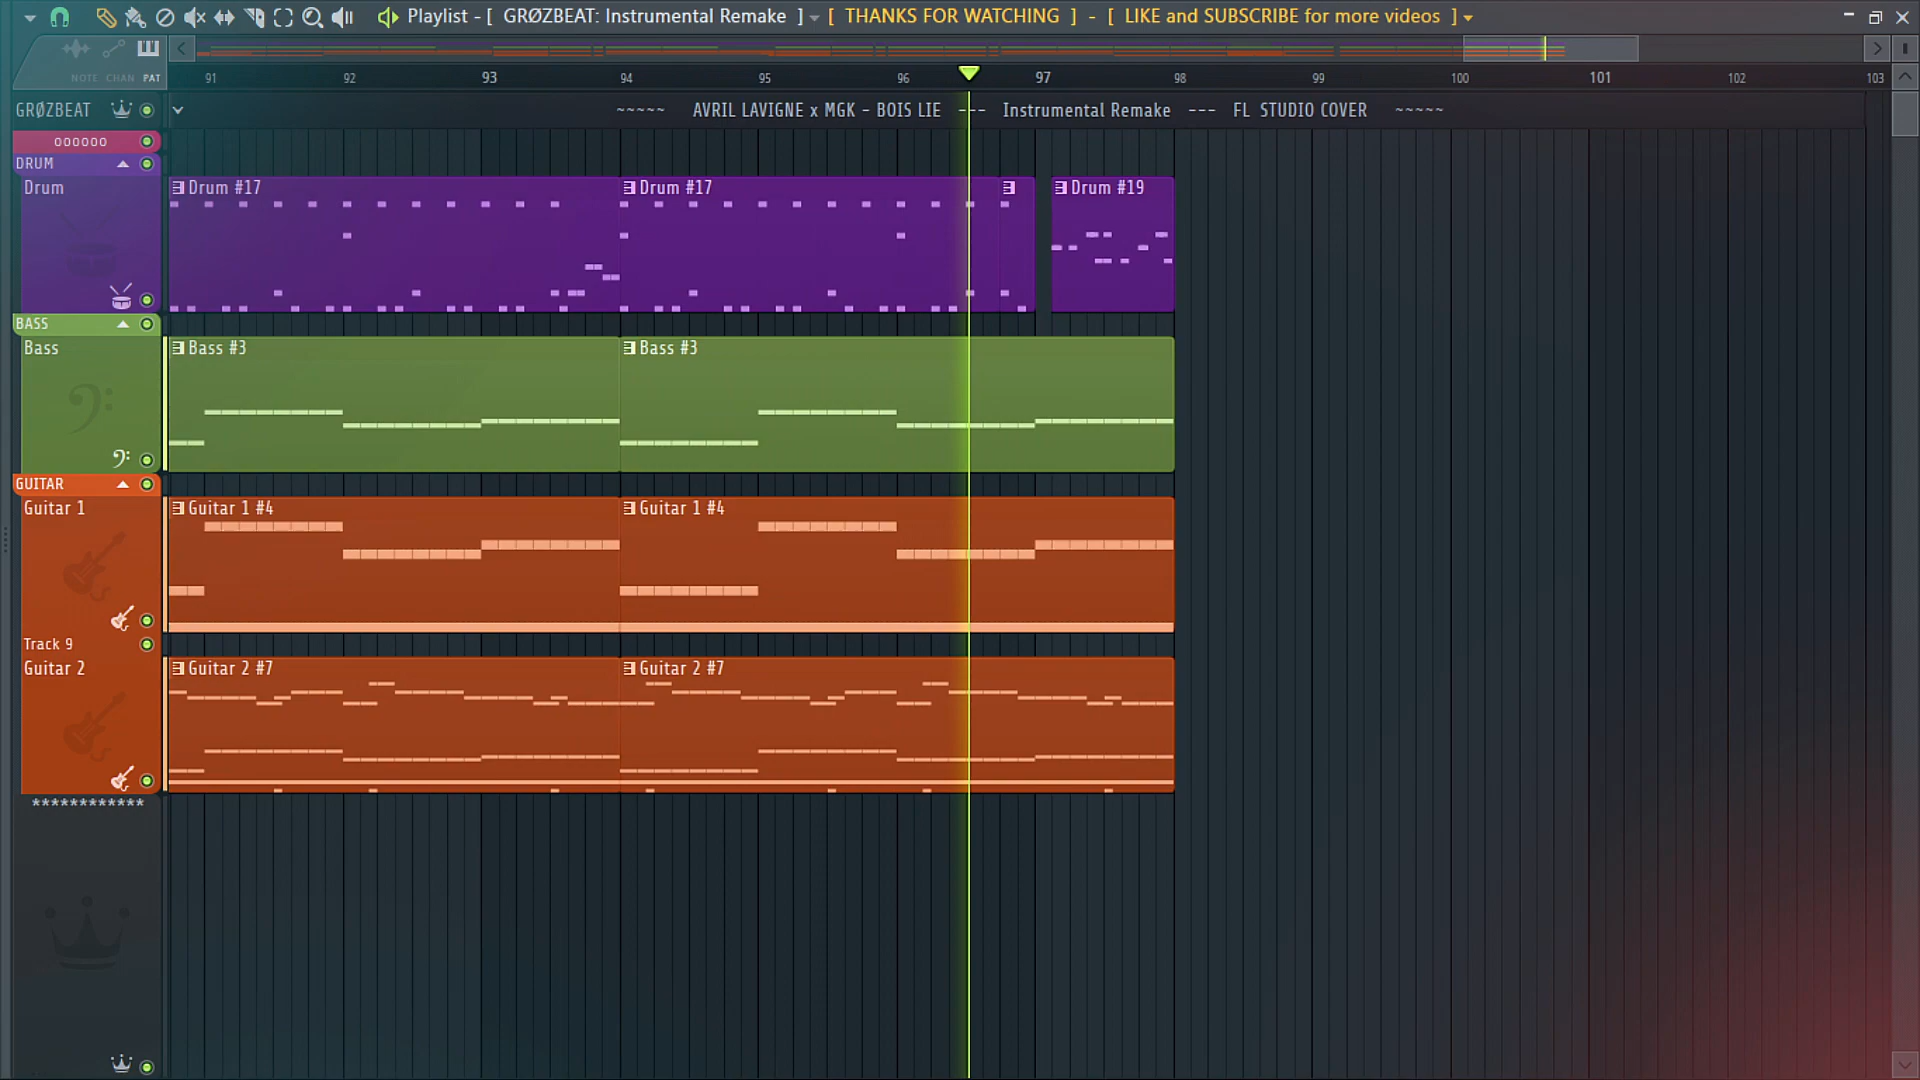 Playlist - [ GRØZBEAT: Instrumental Remake ] [ THANKS FOR WATCHING ] - [ LIKE and SUBSCRIBE for more videos ]
NOTE CHAN PAT
91 92 93 94 95 96 97 98 99 100 101 102 103
GRØZBEAT
~~~~~ AVRIL LAVIGNE x MGK - BOIS LIE --- Instrumental Remake --- FL STUDIO COVER ~~~~~
oooooo
DRUM
Drum
Drum #17
Drum #17
Drum #19
BASS
Bass
Bass #3
Bass #3
GUITAR
Guitar 1
Guitar 1 #4
Guitar 1 #4
Track 9
Guitar 2
Guitar 2 #7
Guitar 2 #7
************